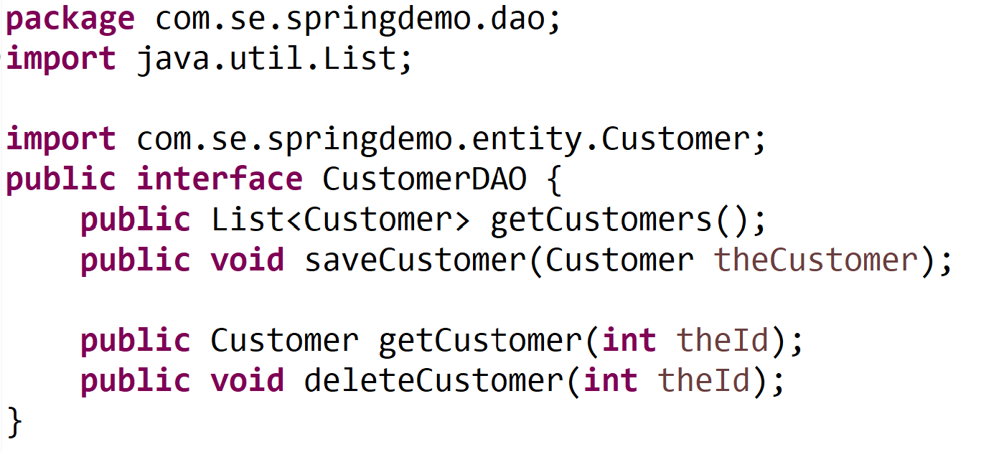 package com.se.springdemo.dao;
import java.util.List;

import com.se.springdemo.entity.Customer;
public interface CustomerDAO {
    public List<Customer> getCustomers();
    public void saveCustomer(Customer theCustomer);

    public Customer getCustomer(int theId);
    public void deleteCustomer(int theId);
}